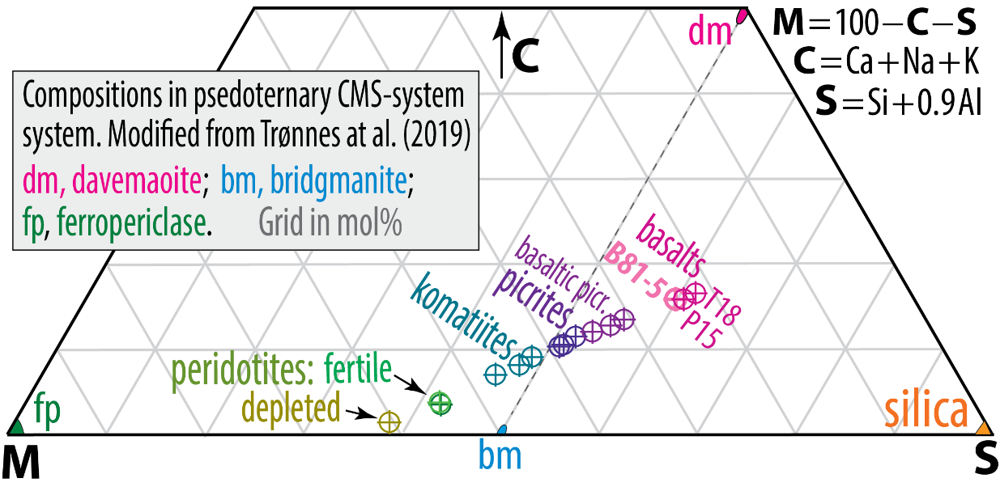 dm
C
M=100−C−S
C=Ca+Na+K
S=Si+0.9Al
Compositions in psedoternary CMS-system
system. Modified from Trønnes at al. (2019)
dm, davemaoite; bm, bridgmanite;
fp, ferropericlase. Grid in mol%
basalts
B81-5
T18
P15
basaltic picr.
picrites
komatiites
peridotites: fertile
depleted
fp
silica
M
bm
S